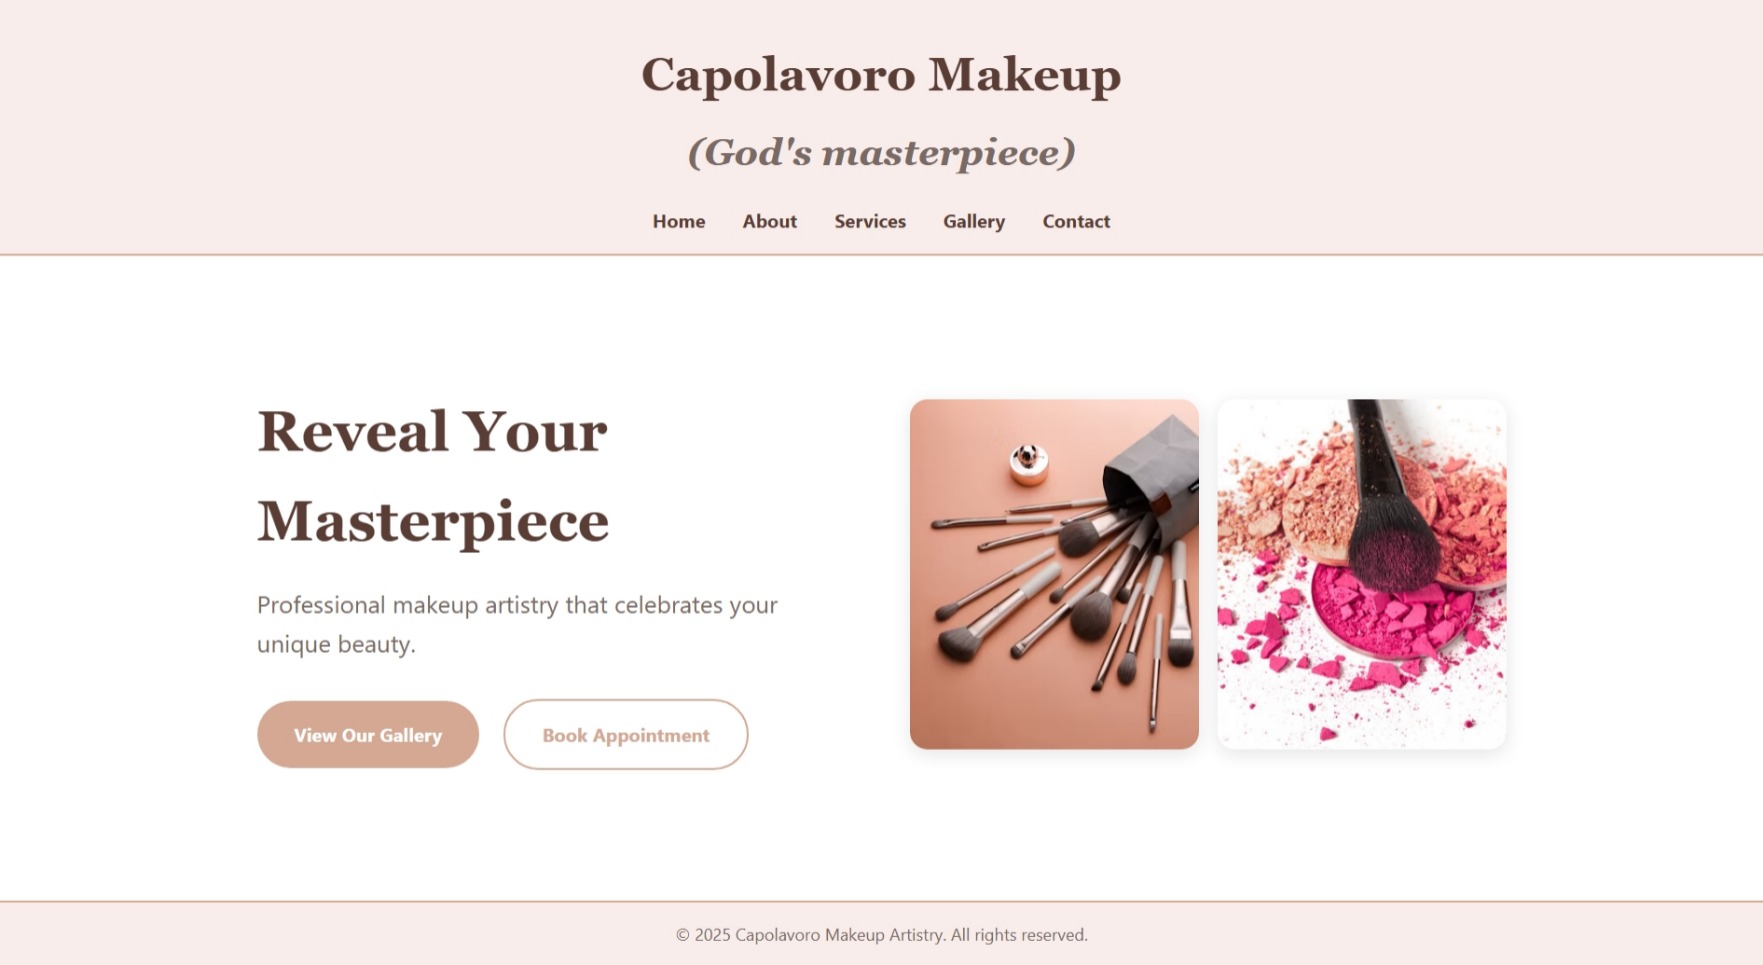 Capolavoro Makeup
(God's masterpiece)
Home About Services Gallery Contact
Reveal Your
Masterpiece
Professional makeup artistry that celebrates your
unique beauty.
View Our Gallery Book Appointment
© 2025 Capolavoro Makeup Artistry. All rights reserved.